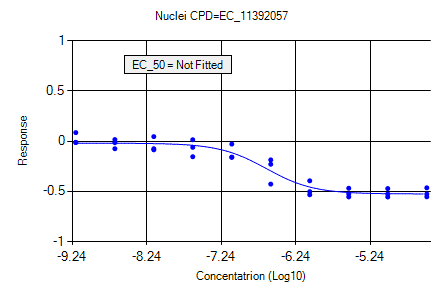 Nuclei CPD=EC_11392057
EC_50 = Not Fitted
Response
1
0.5
0
-0.5
-1
-9.24 -8.24 -7.24 -6.24 -5.24
Concentatrion (Log10)